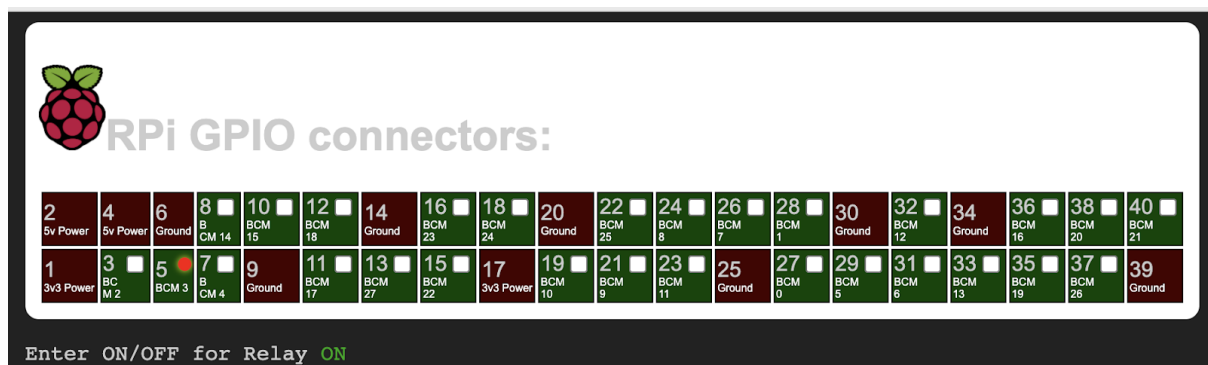 RPi GPIO connectors:
2 4 6 8 10 12 14 16 18 20 22 24 26 28 30 32 34 36 38 40
5v Power 5v Power Ground B CM 14 BCM 15 BCM 18 Ground BCM 23 BCM 24 Ground BCM 25 BCM 8 BCM 7 BCM 1 Ground BCM 12 Ground BCM 16 BCM 20 BCM 21
1 3 5 7 9 11 13 15 17 19 21 23 25 27 29 31 33 35 37 39
3v3 Power BC M 2 BCM 3 B CM 4 Ground BCM 17 BCM 27 BCM 22 3v3 Power BCM 10 BCM 9 BCM 11 Ground BCM 0 BCM 5 BCM 6 BCM 13 BCM 19 BCM 26 Ground
Enter ON/OFF for Relay ON